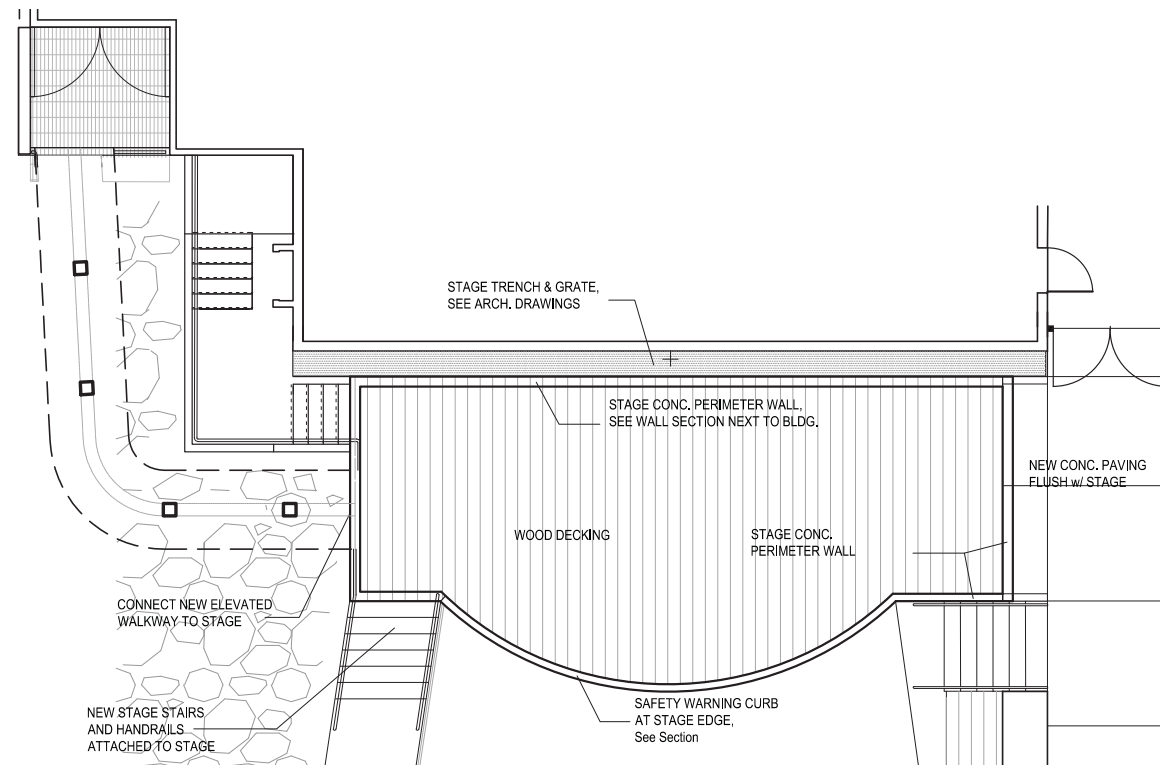 STAGE TRENCH & GRATE,
SEE ARCH. DRAWINGS
STAGE CONC. PERIMETER WALL,
SEE WALL SECTION NEXT TO BLDG.
NEW CONC. PAVING
FLUSH w/ STAGE
WOOD DECKING
STAGE CONC.
PERIMETER WALL
CONNECT NEW ELEVATED
WALKWAY TO STAGE
NEW STAGE STAIRS
AND HANDRAILS
ATTACHED TO STAGE
SAFETY WARNING CURB
AT STAGE EDGE,
See Section